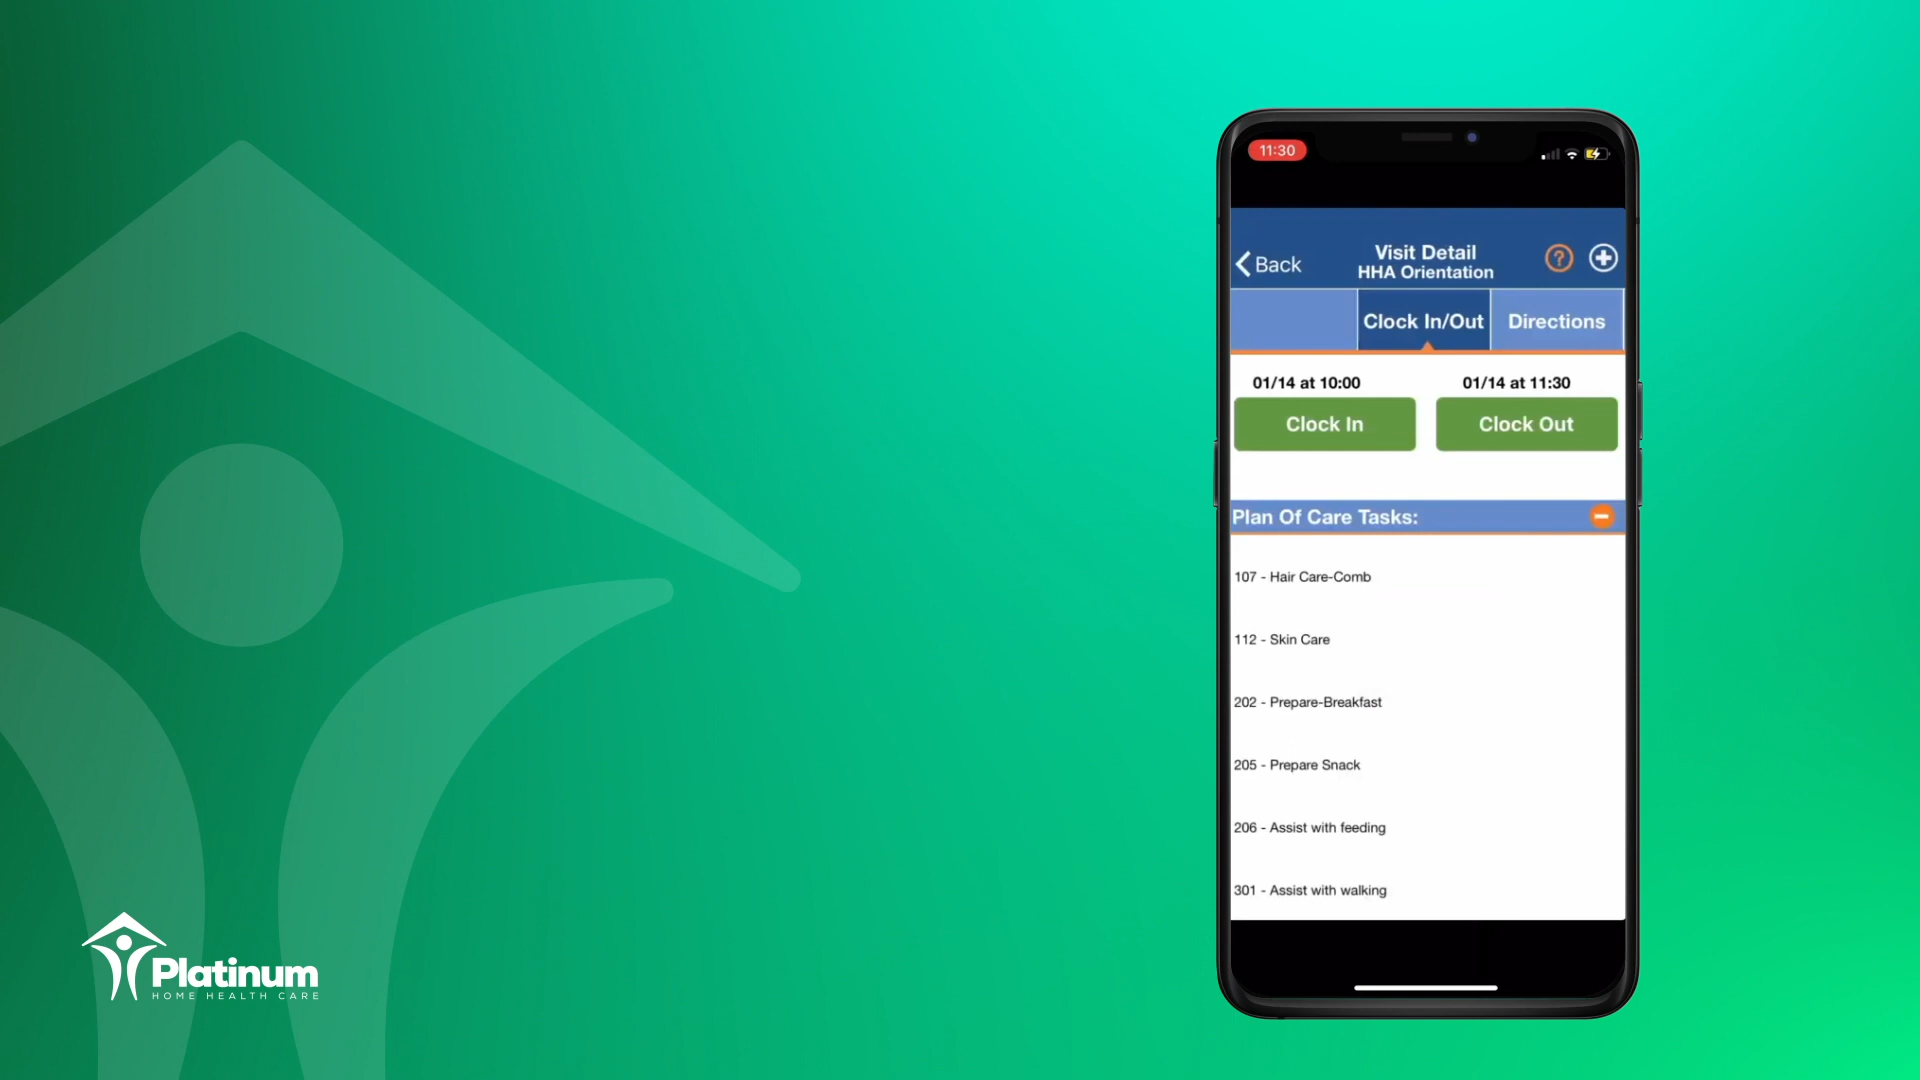 11:30
Back
Visit Detail
HHA Orientation
?
Clock In/Out
Directions
01/14 at 10:00
01/14 at 11:30
Clock In
Clock Out
Plan Of Care Tasks:
107 - Hair Care-Comb
112 - Skin Care
202 - Prepare-Breakfast
205 - Prepare Snack
206 - Assist with feeding
301 - Assist with walking
Platinum
HOME HEALTH CARE